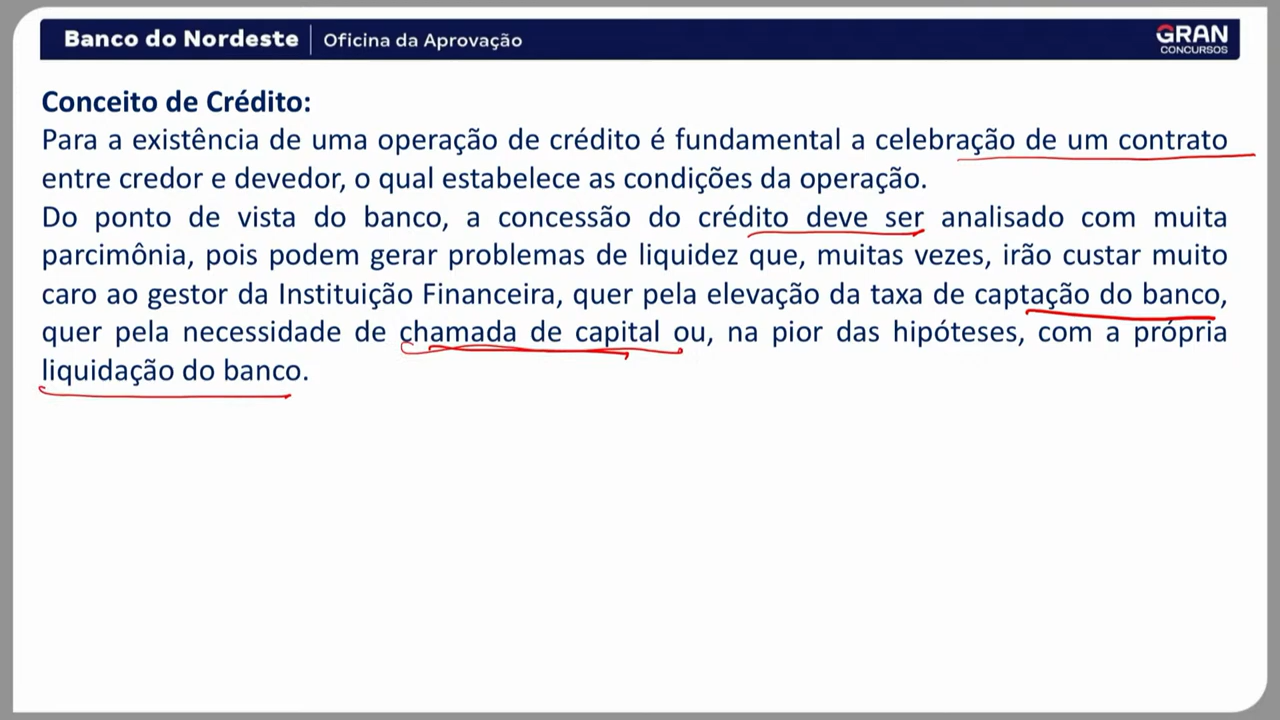 Banco do Nordeste | Oficina da Aprovação
GRAN
CONCURSOS
Conceito de Crédito:
Para a existência de uma operação de crédito é fundamental a celebração de um contrato
entre credor e devedor, o qual estabelece as condições da operação.
Do ponto de vista do banco, a concessão do crédito deve ser analisado com muita
parcimônia, pois podem gerar problemas de liquidez que, muitas vezes, irão custar muito
caro ao gestor da Instituição Financeira, quer pela elevação da taxa de captação do banco,
quer pela necessidade de chamada de capital ou, na pior das hipóteses, com a própria
liquidação do banco.